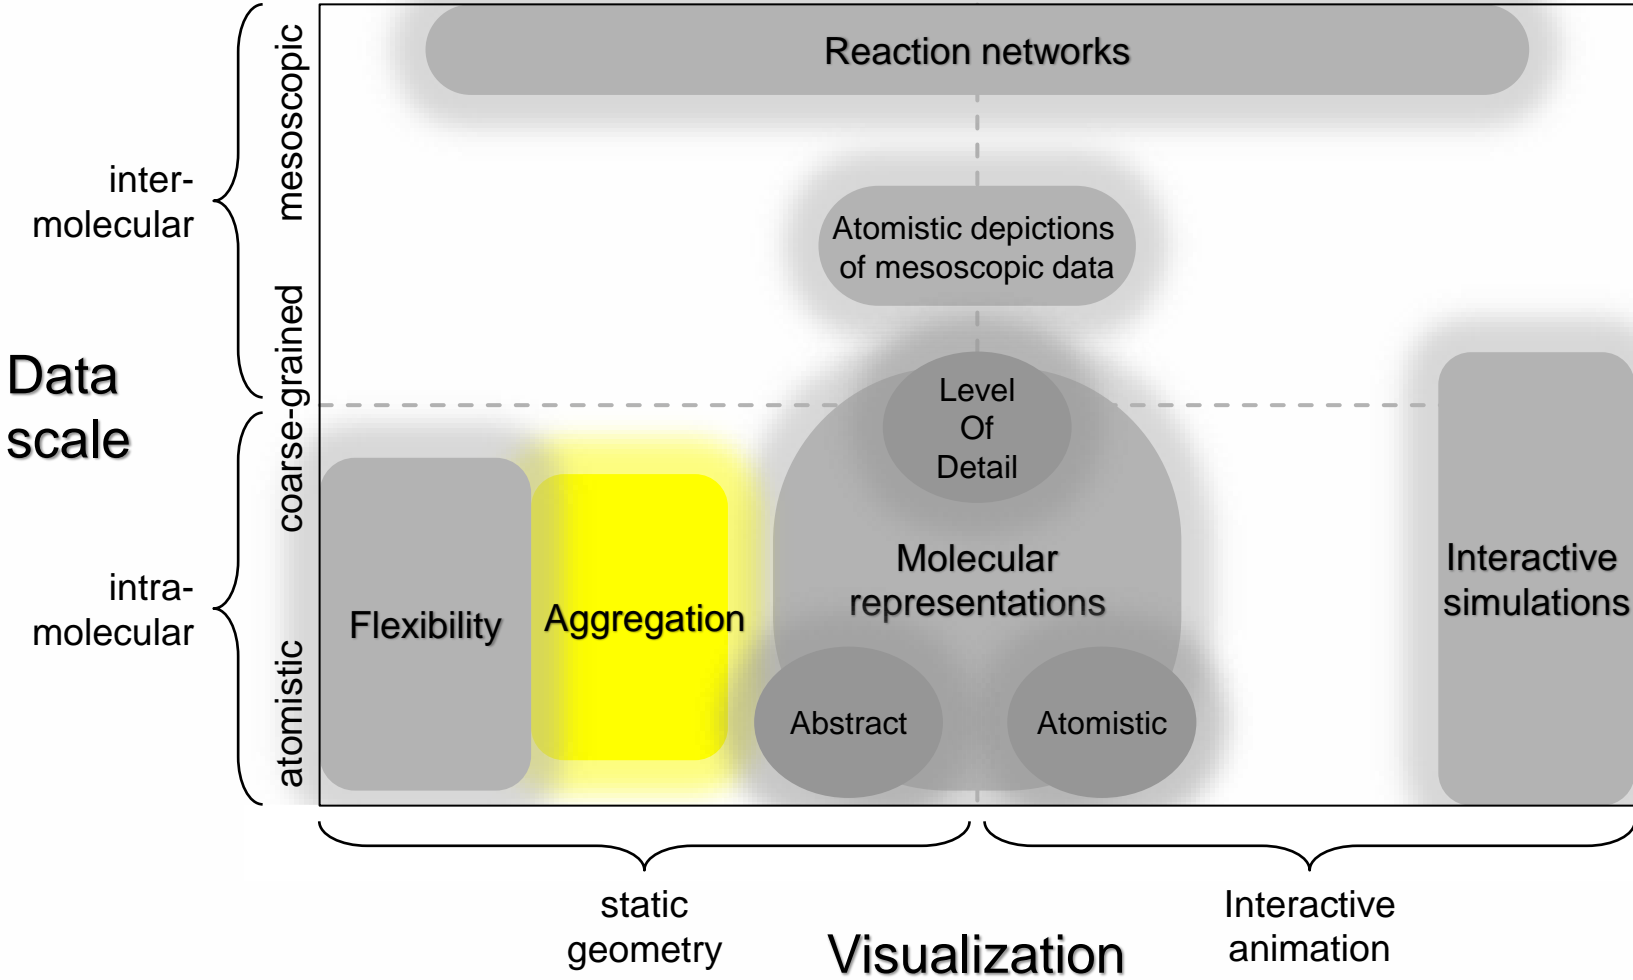 Reaction networks
mesoscopic
inter-
molecular
Atomistic depictions
of mesoscopic data
coarse-grained
Data
scale
Level
Of
Detail
Molecular
representations
Interactive
simulations
intra-
molecular
Flexibility
Aggregation
atomistic
Abstract
Atomistic
static
geometry
Interactive
animation
Visualization